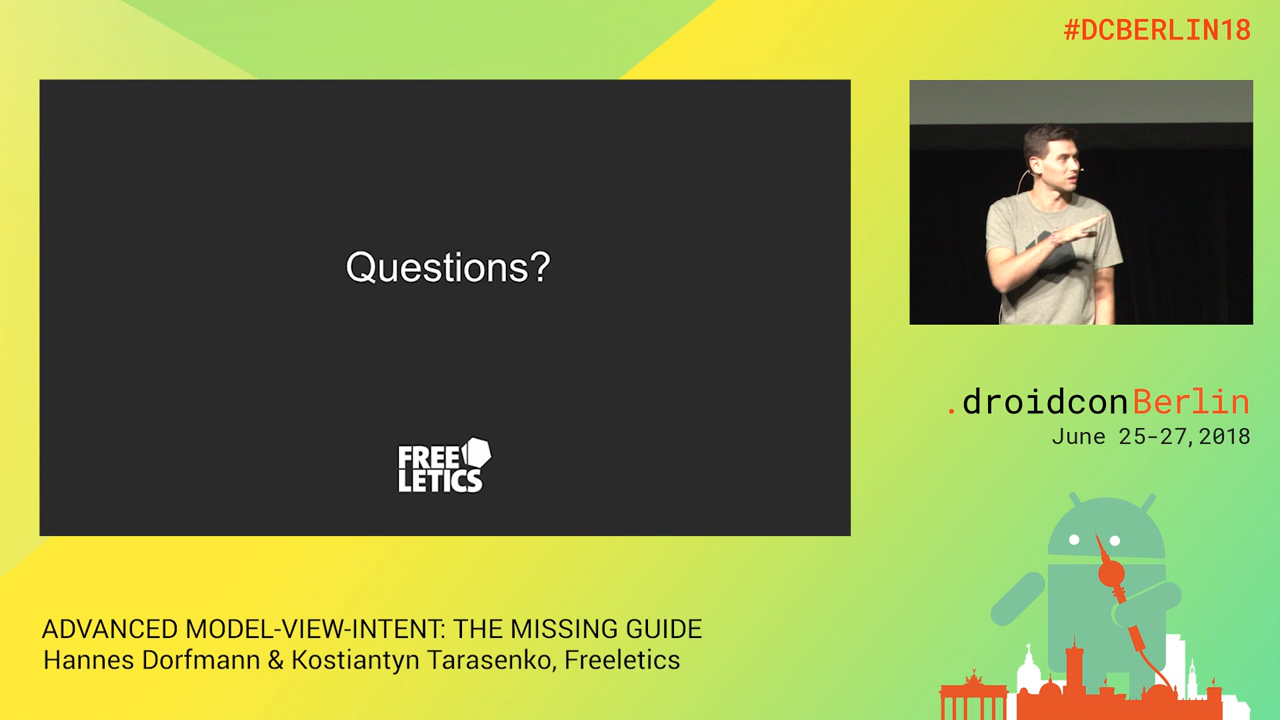 #DCBERLIN18
Questions?
FREE
LETICS
.droidconBerlin
June 25-27, 2018
ADVANCED MODEL-VIEW-INTENT: THE MISSING GUIDE
Hannes Dorfmann & Kostiantyn Tarasenko, Freeletics